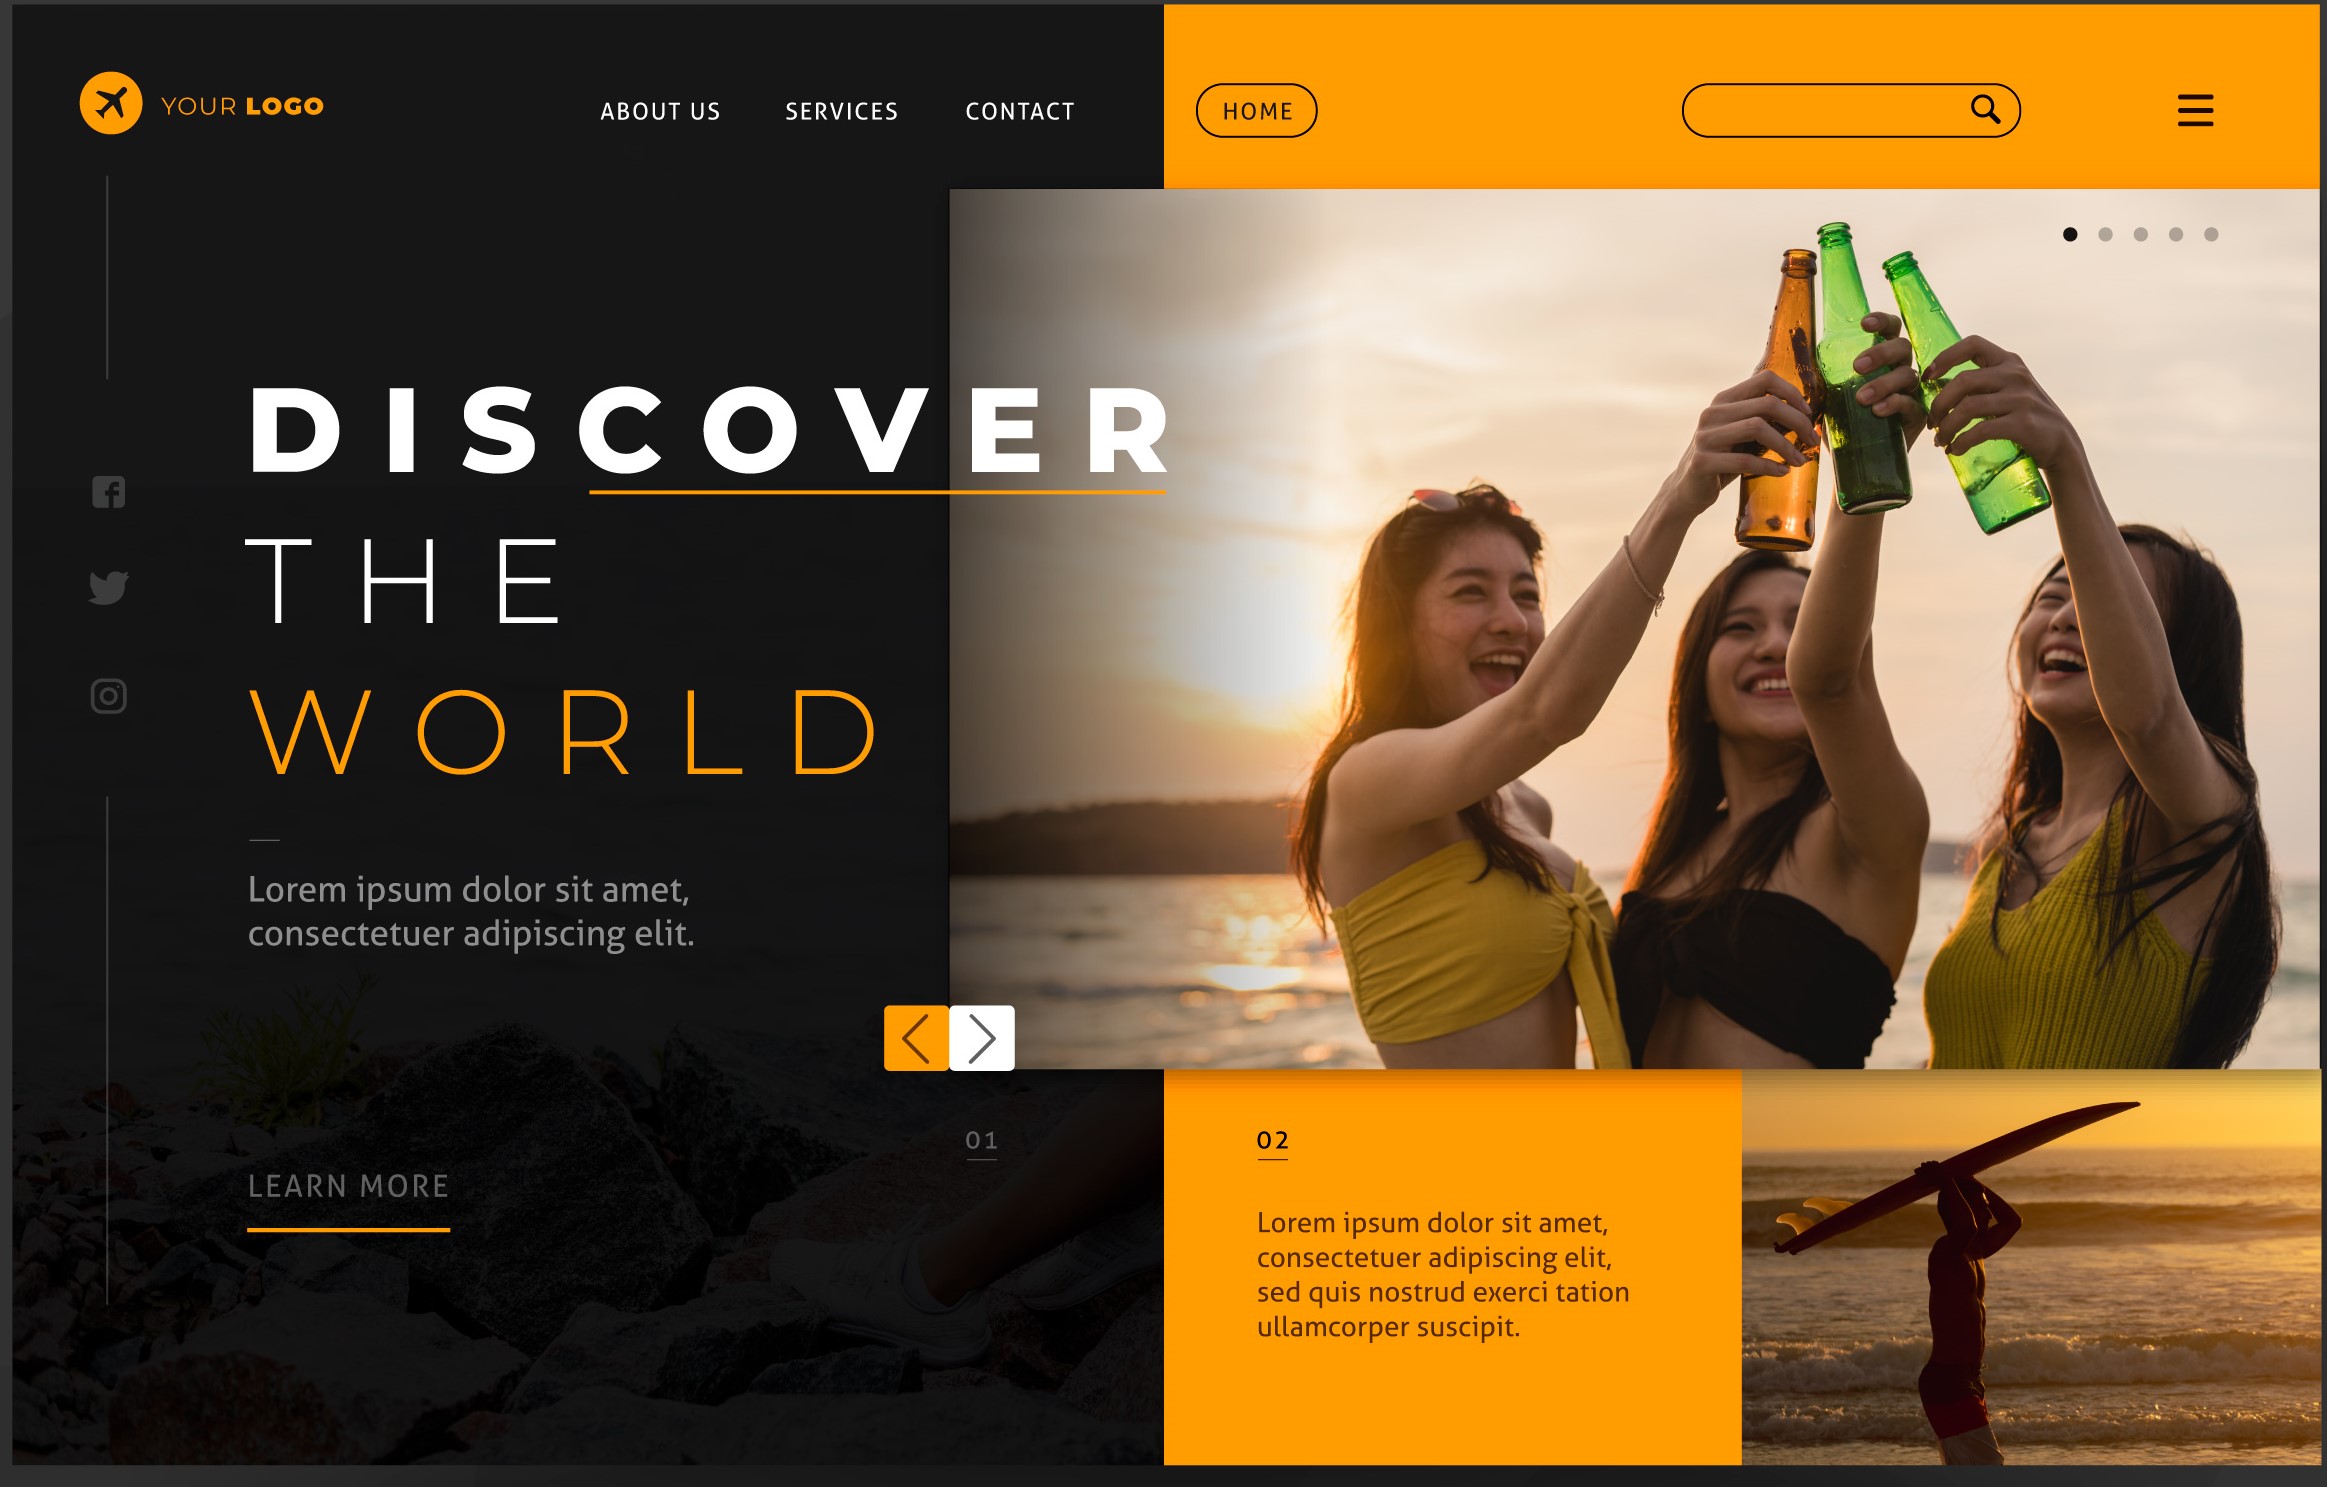 YOUR LOGO
ABOUT US
SERVICES
CONTACT
HOME
DISCOVER
THE
WORLD
Lorem ipsum dolor sit amet,
consectetuer adipiscing elit.
LEARN MORE
01
02
Lorem ipsum dolor sit amet,
consectetuer adipiscing elit,
sed quis nostrud exerci tation
ullamcorper suscipit.